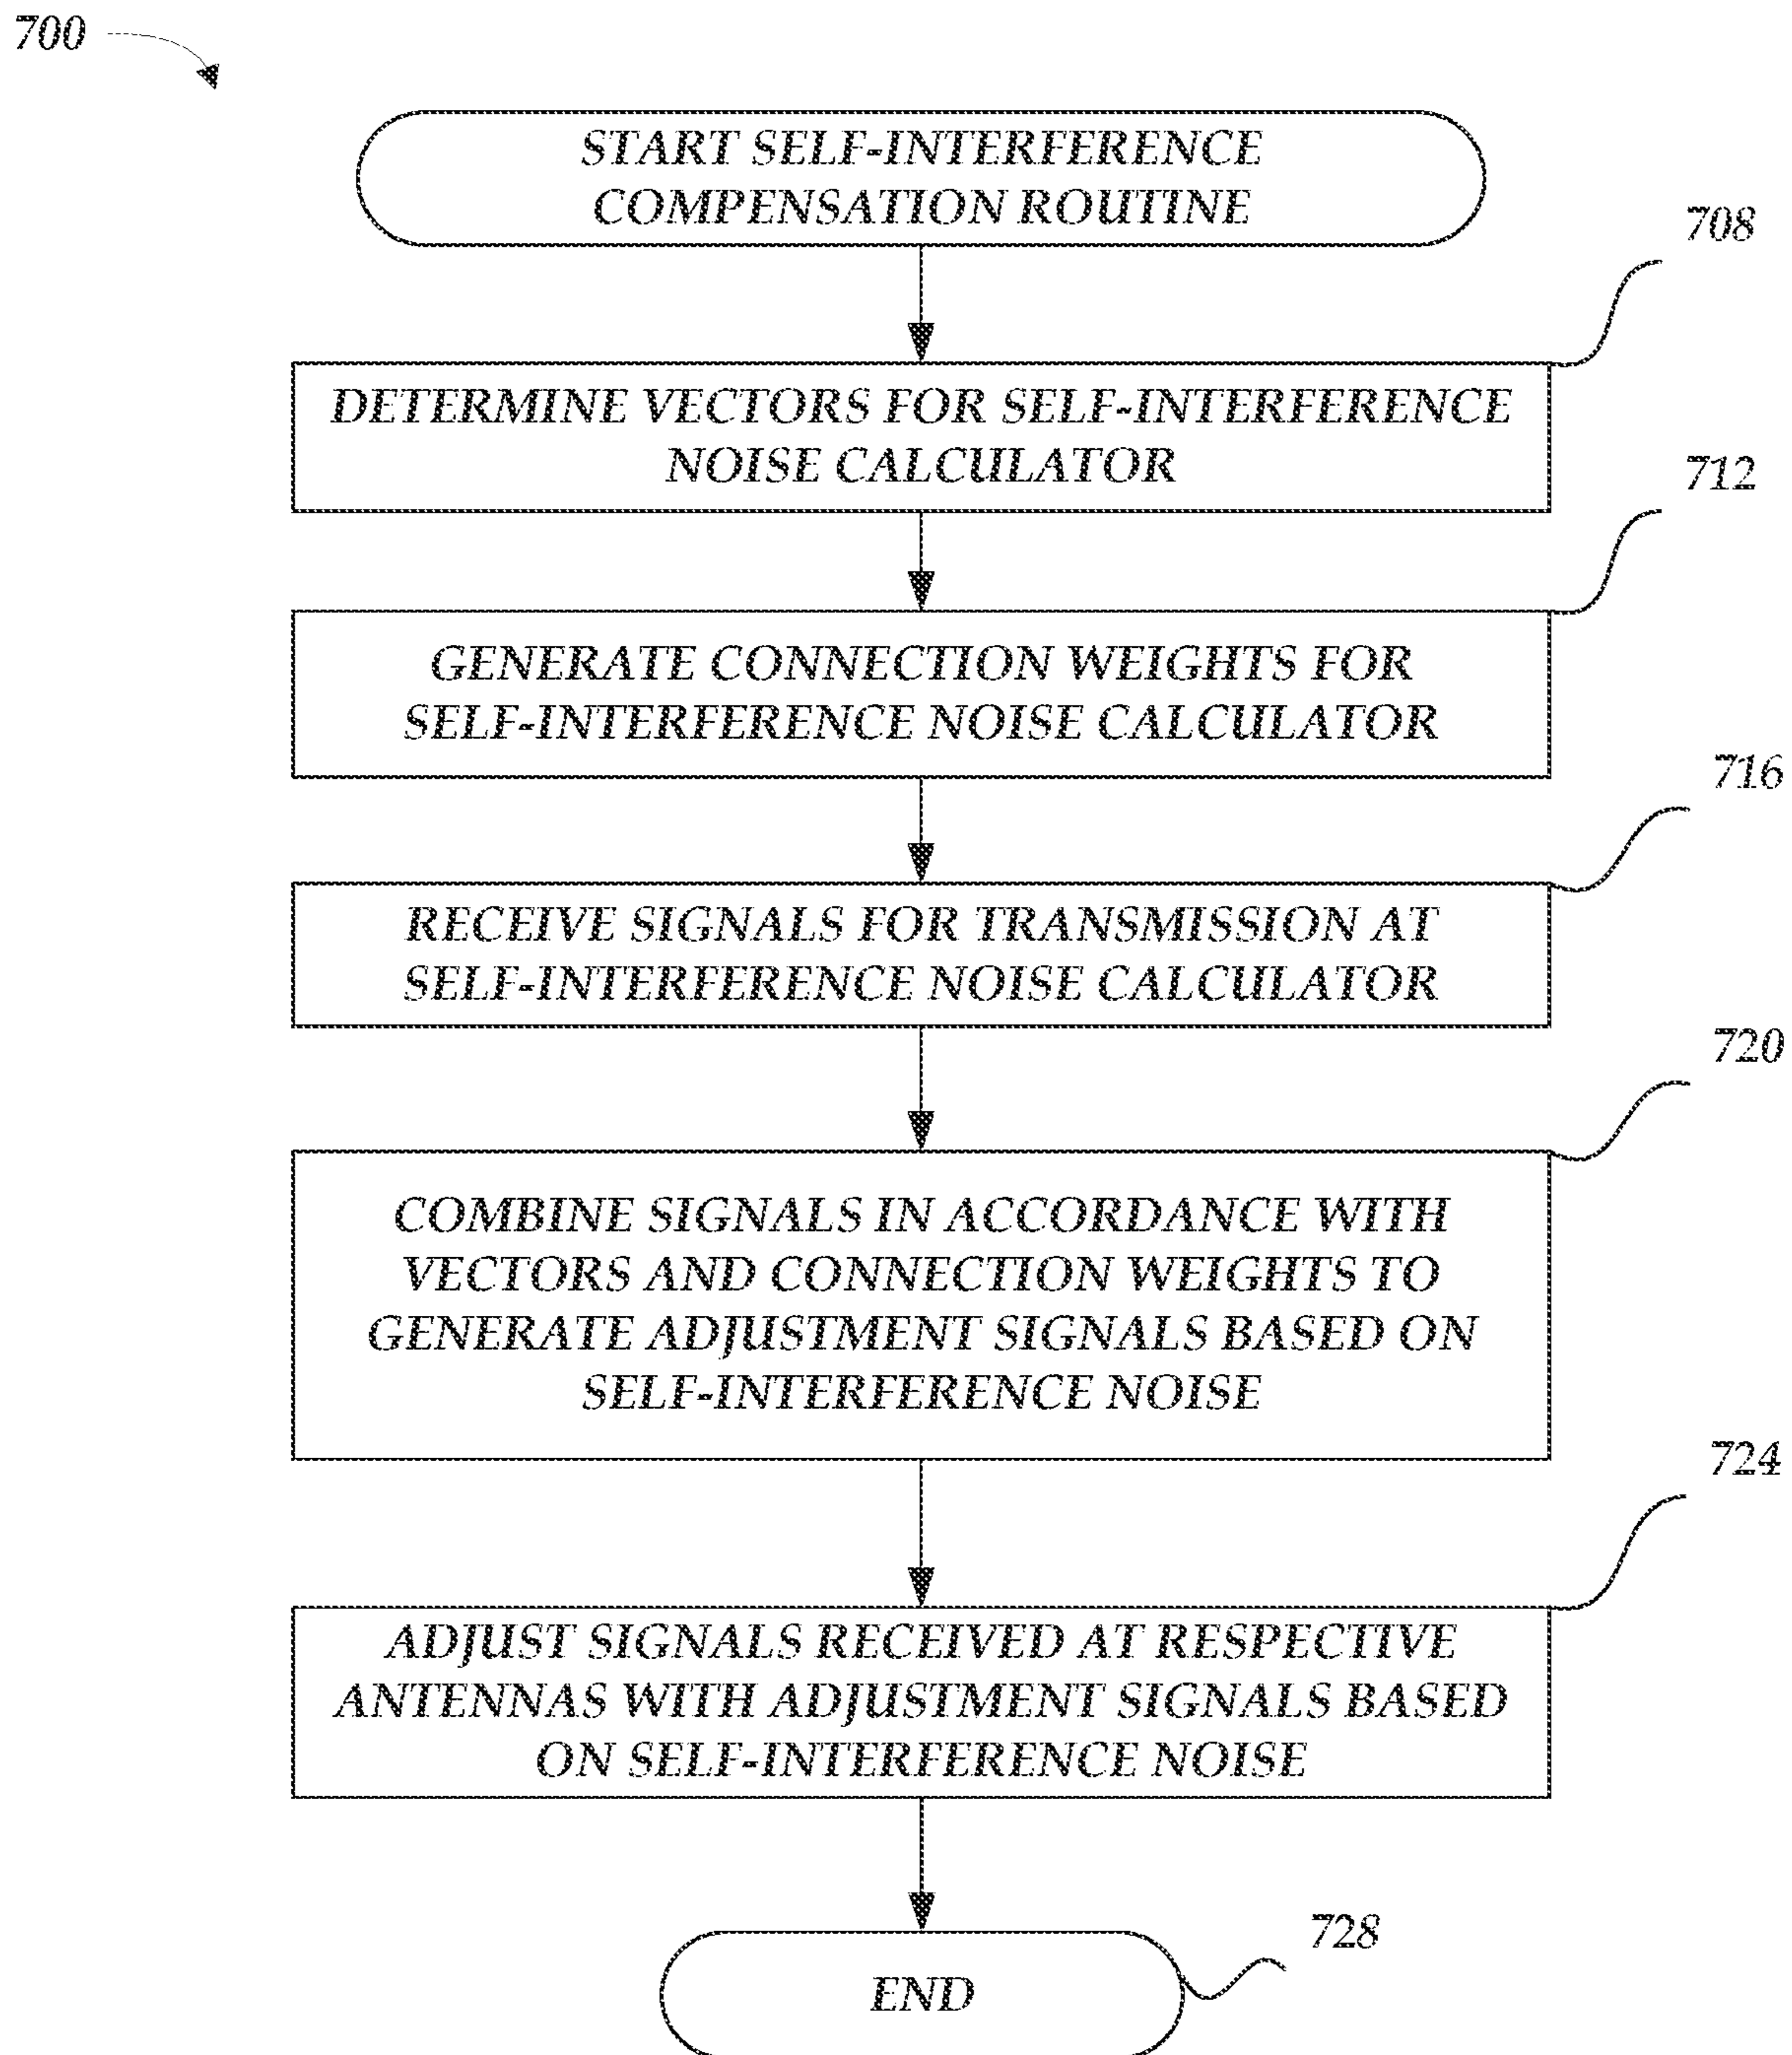 700
START SELF-INTERFERENCE
COMPENSATION ROUTINE
708
DETERMINE VECTORS FOR SELF-INTERFERENCE
NOISE CALCULATOR
712
GENERATE CONNECTION WEIGHTS FOR
SELF-INTERFERENCE NOISE CALCULATOR
716
RECEIVE SIGNALS FOR TRANSMISSION AT
SELF-INTERFERENCE NOISE CALCULATOR
720
COMBINE SIGNALS IN ACCORDANCE WITH
VECTORS AND CONNECTION WEIGHTS TO
GENERATE ADJUSTMENT SIGNALS BASED ON
SELF-INTERFERENCE NOISE
724
ADJUST SIGNALS RECEIVED AT RESPECTIVE
ANTENNAS WITH ADJUSTMENT SIGNALS BASED
ON SELF-INTERFERENCE NOISE
728
END